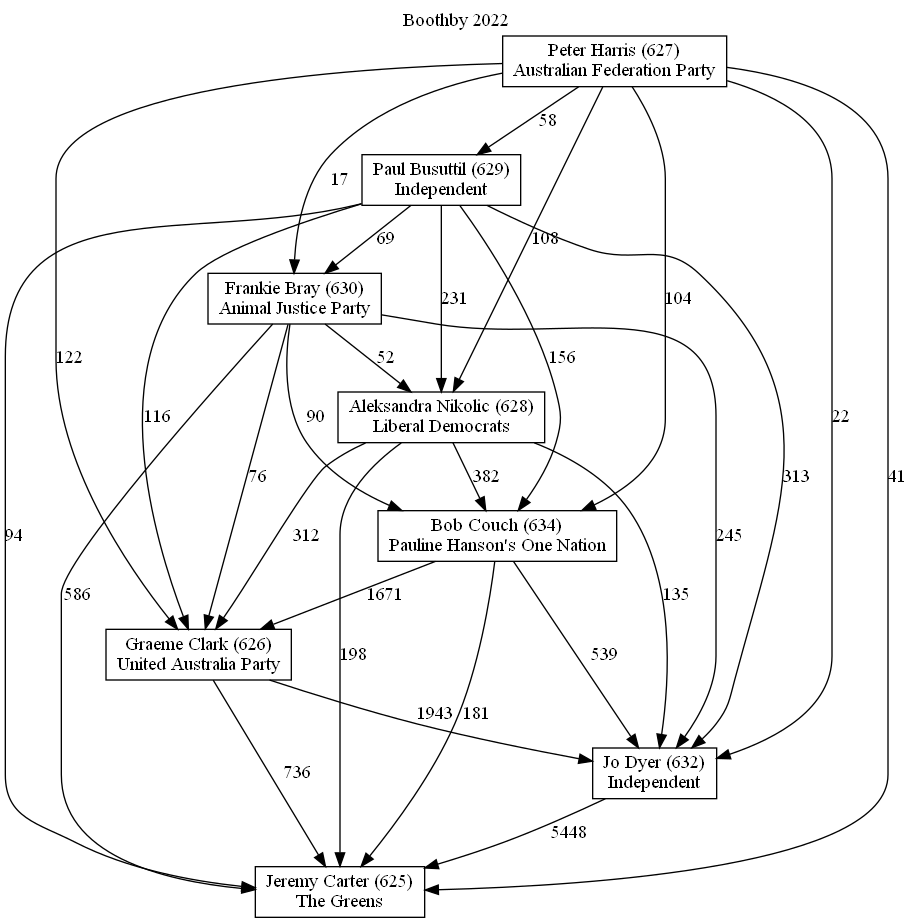 Boothby 2022
Peter Harris (627)
Australian Federation Party
58
Paul Busuttil (629)
Independent
17
69
108
Frankie Bray (630)
Animal Justice Party
231
104
122
52
156
Aleksandra Nikolic (628)
Liberal Democrats
116
90
22
76
382
313
41
Bob Couch (634)
Pauline Hanson's One Nation
94
312
245
586
1671
135
Graeme Clark (626)
United Australia Party
198
539
1943
181
Jo Dyer (632)
Independent
736
5448
Jeremy Carter (625)
The Greens